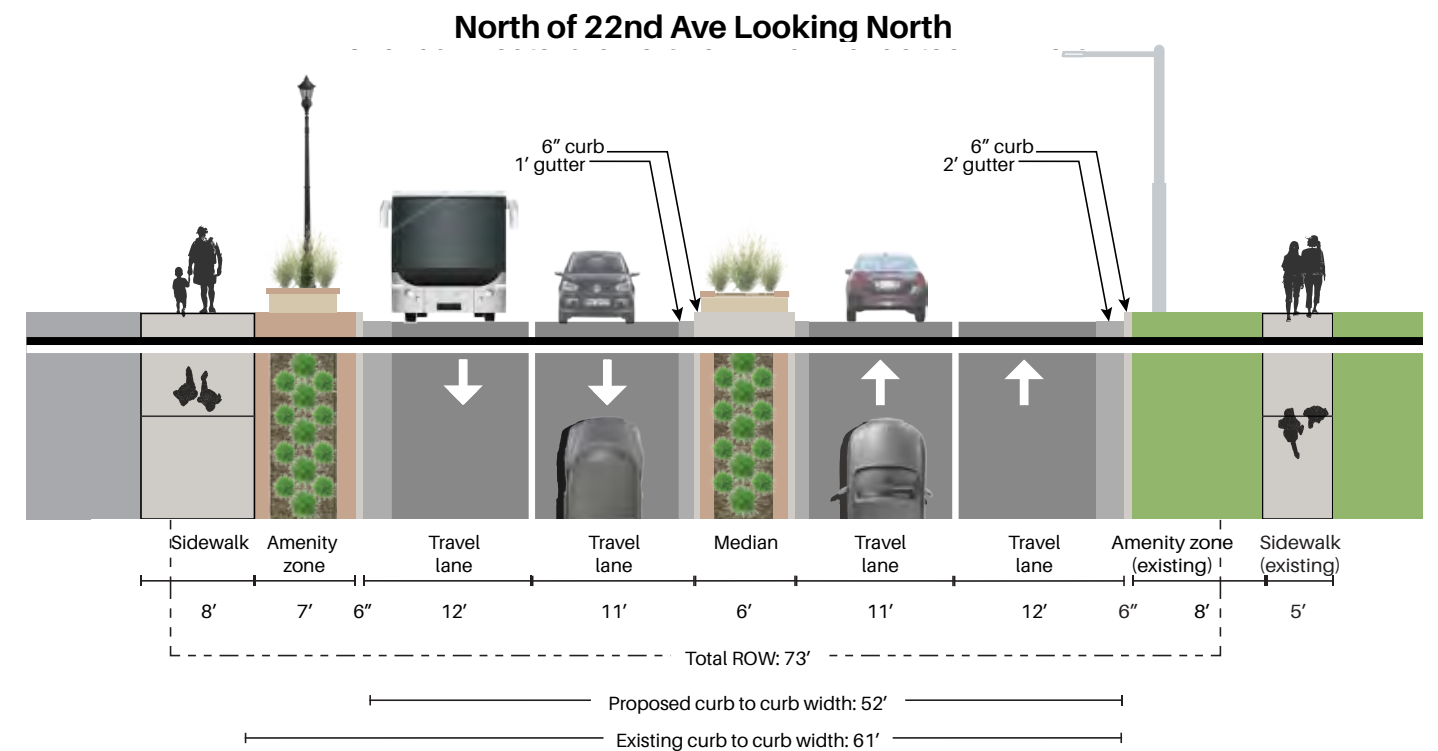 North of 22nd Ave Looking North
6” curb
1’ gutter
6” curb
2’ gutter
Sidewalk
Amenity
zone
Travel
lane
Travel
lane
Median
Travel
lane
Travel
lane
Amenity zone
(existing)
Sidewalk
(existing)
8’ 7’ 6” 12’ 11’ 6’ 11’ 12’ 6” 8’ 5’
Total ROW: 73’
Proposed curb to curb width: 52’
Existing curb to curb width: 61’